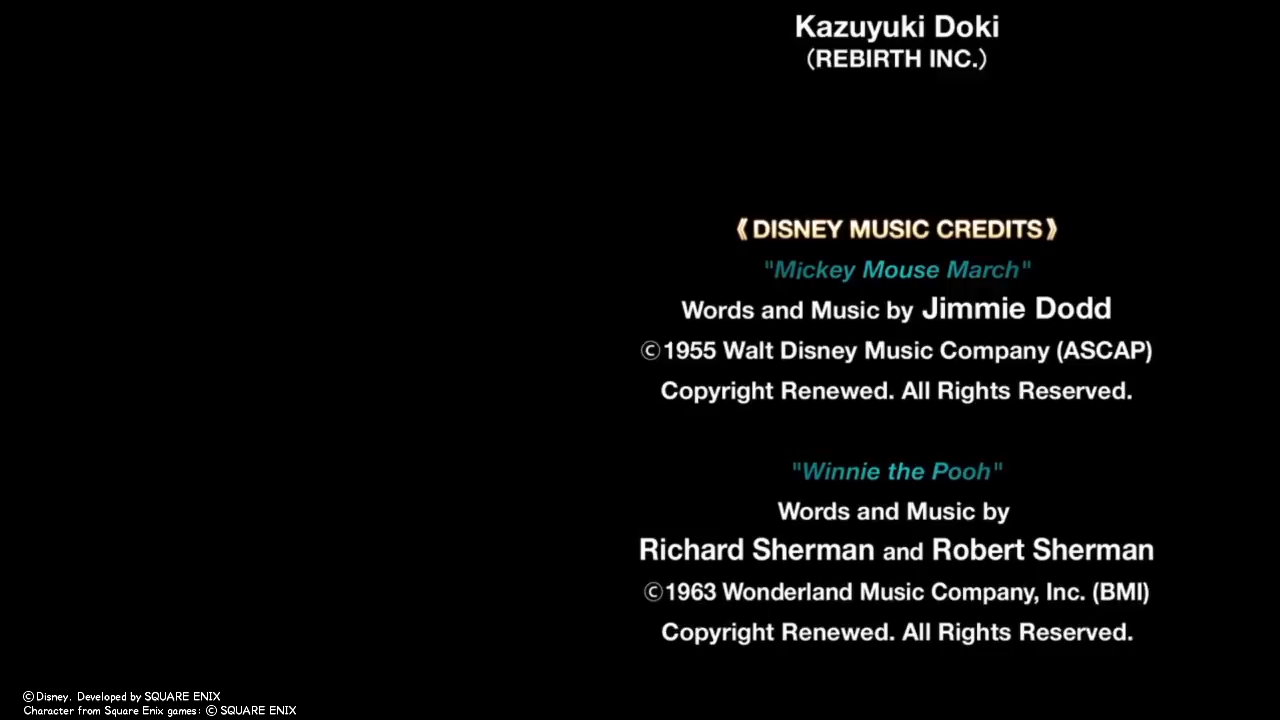 Kazuyuki Doki
(REBIRTH INC.)
《DISNEY MUSIC CREDITS》
"Mickey Mouse March"
Words and Music by Jimmie Dodd
©1955 Walt Disney Music Company (ASCAP)
Copyright Renewed. All Rights Reserved.
"Winnie the Pooh"
Words and Music by
Richard Sherman and Robert Sherman
©1963 Wonderland Music Company, Inc. (BMI)
Copyright Renewed. All Rights Reserved.
©Disney. Developed by SQUARE ENIX
Character from Square Enix games: © SQUARE ENIX